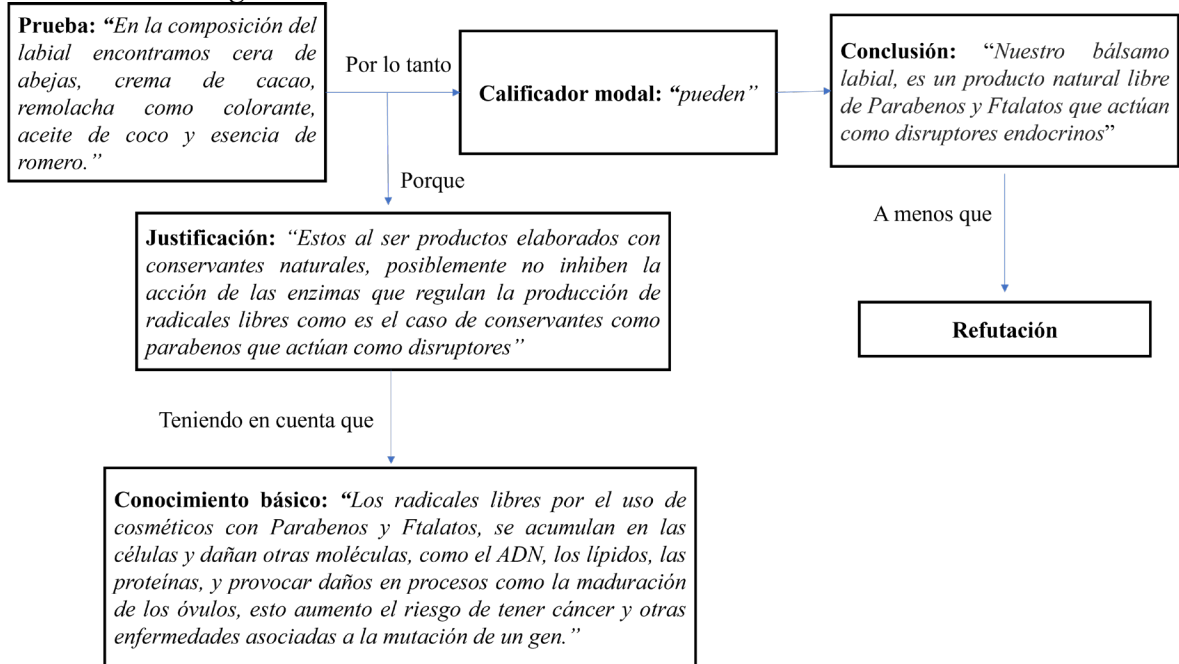 Prueba: “En la composición del
labial encontramos cera de
abejas, crema de cacao,
remolacha como colorante,
aceite de coco y esencia de
romero.”
Por lo tanto
Calificador modal: “pueden”
Conclusión: “Nuestro bálsamo
labial, es un producto natural libre
de Parabenos y Ftalatos que actúan
como disruptores endocrinos”
Porque
A menos que
Justificación: “Estos al ser productos elaborados con
conservantes naturales, posiblemente no inhiben la
acción de las enzimas que regulan la producción de
radicales libres como es el caso de conservantes como
parabenos que actúan como disruptores”
Refutación
Teniendo en cuenta que
Conocimiento básico: “Los radicales libres por el uso de
cosméticos con Parabenos y Ftalatos, se acumulan en las
células y dañan otras moléculas, como el ADN, los lípidos, las
proteínas, y provocar daños en procesos como la maduración
de los óvulos, esto aumento el riesgo de tener cáncer y otras
enfermedades asociadas a la mutación de un gen.”